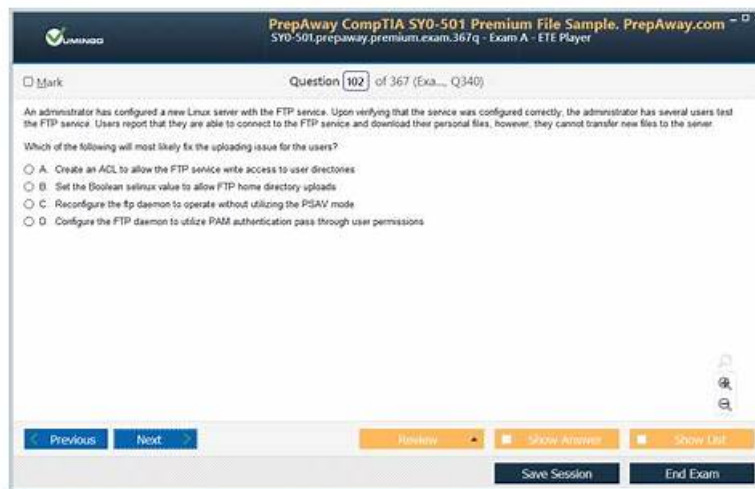 PrepAway CompTIA SY0-501 Premium File Sample. PrepAway.com
VUMINGO
SY0-501.prepaway.premium.exam.367q - Exam A - ETE Player
Mark
Question 102 of 367 (Exa..., Q340)
An administrator has configured a new Linux server with the FTP service. Upon verifying that the service was configured correctly, the administrator has several users test
the FTP service. Users report that they are able to connect to the FTP service and download their personal files, however, they cannot transfer new files to the server.
Which of the following will most likely fix the uploading issue for the users?
A. Create an ACL to allow the FTP service write access to user directories
B. Set the Boolean selinux value to allow FTP home directory uploads
C. Reconfigure the ftp daemon to operate without utilizing the PSAV mode
D. Configure the FTP daemon to utilize PAM authentication pass through user permissions
Previous
Next
Review
Show Answer
Show List
Save Session
End Exam